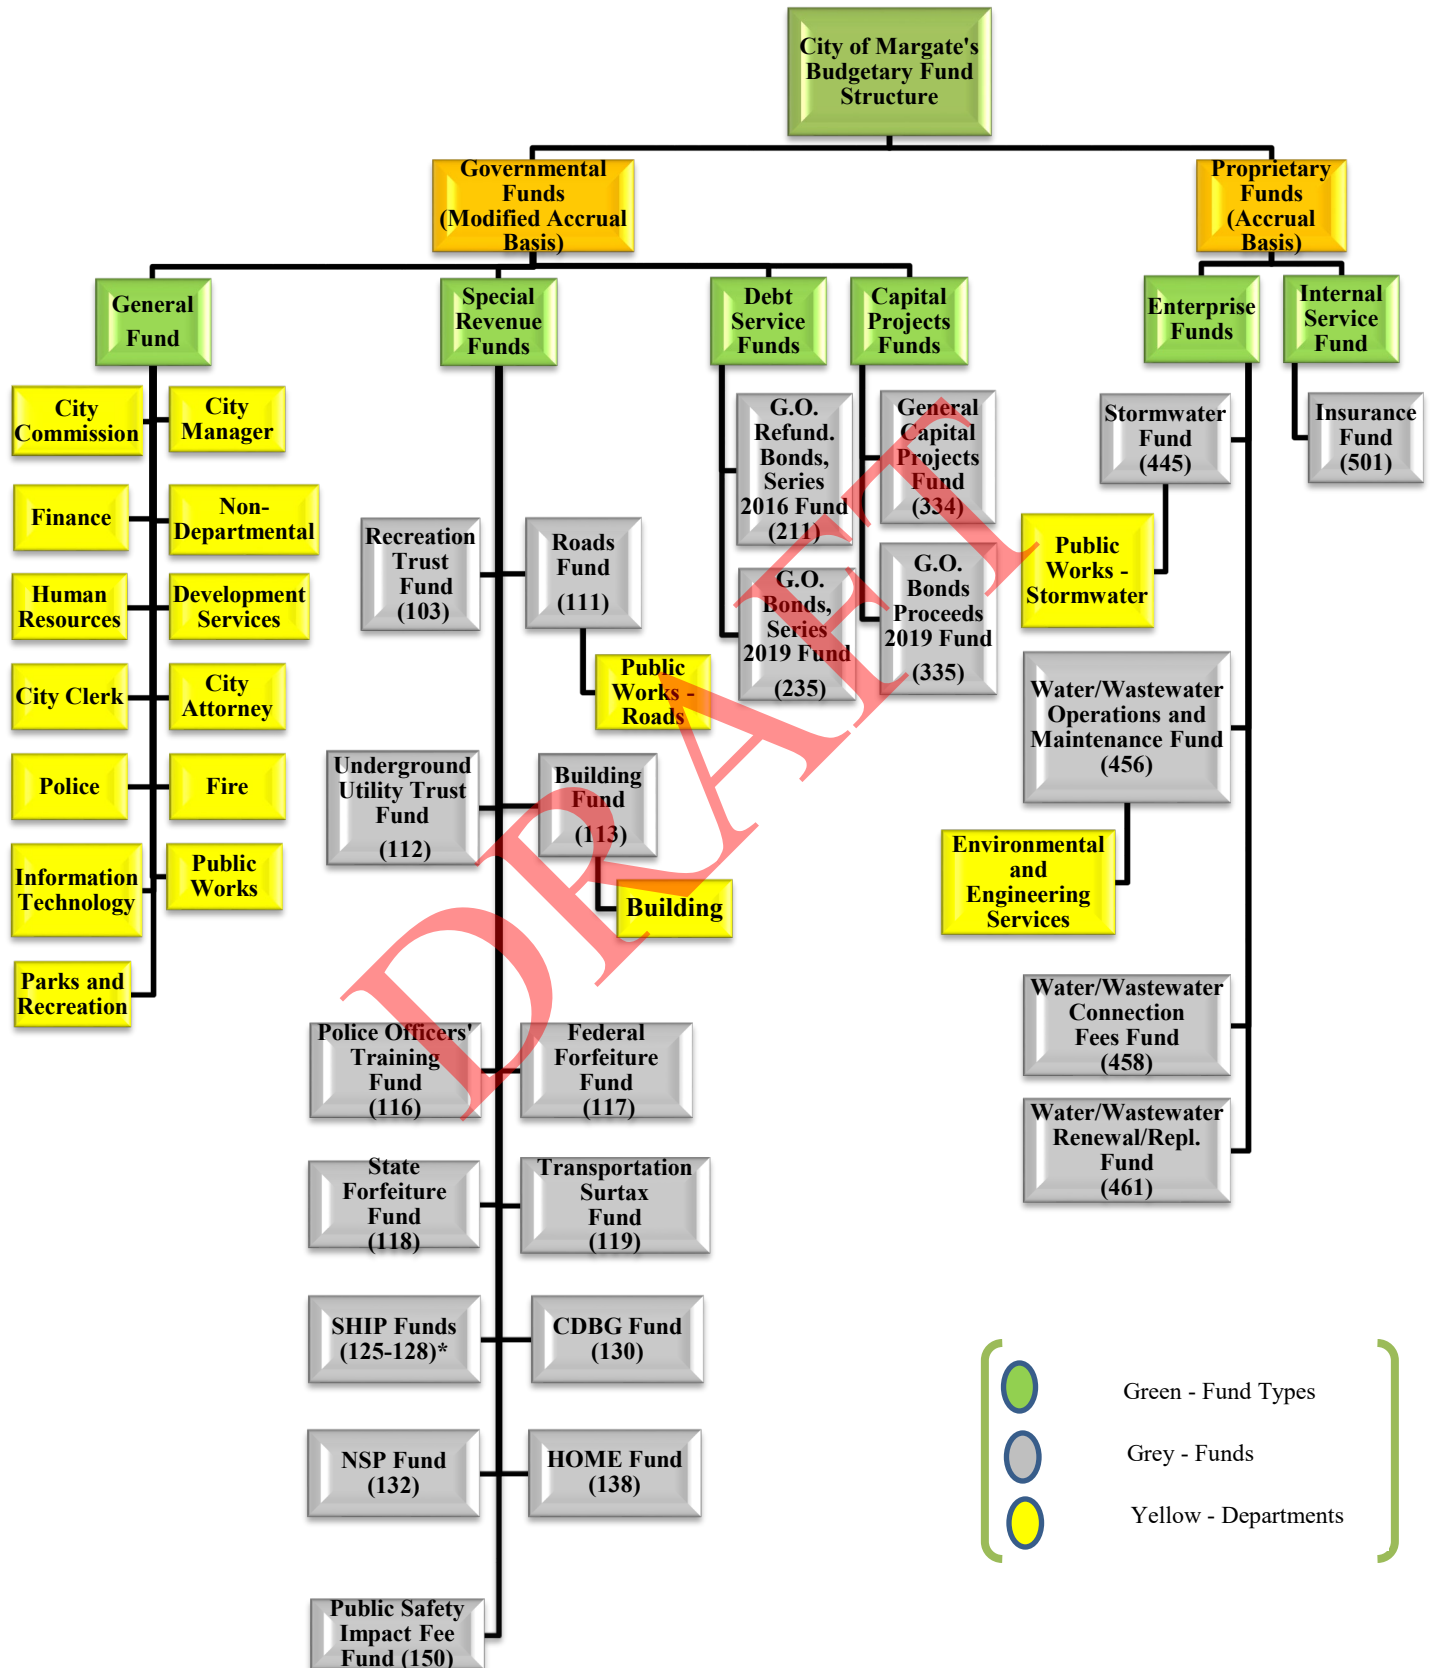 City of Margate's
Budgetary Fund
Structure
Governmental
Funds
(Modified Accrual
Basis)
Proprietary
Funds
(Accrual
Basis)
General
Fund
Special
Revenue
Funds
Debt
Service
Funds
Capital
Projects
Funds
Enterprise
Funds
Internal
Service
Fund
City
Commission
City
Manager
Finance
Non-
Departmental
Human
Resources
Development
Services
City Clerk
City
Attorney
Police
Fire
Information
Technology
Public
Works
Parks and
Recreation
Recreation
Trust
Fund
(103)
Roads
Fund
(111)
Public
Works -
Roads
Underground
Utility Trust
Fund
(112)
Building
Fund
(113)
Building
Police Officers'
Training
Fund
(116)
Federal
Forfeiture
Fund
(117)
State
Forfeiture
Fund
(118)
Transportation
Surtax
Fund
(119)
SHIP Funds
(125-128)*
CDBG Fund
(130)
NSP Fund
(132)
HOME Fund
(138)
Public Safety
Impact Fee
Fund (150)
G.O.
Refund.
Bonds,
Series
2016 Fund
(211)
G.O.
Bonds,
Series
2019 Fund
(235)
General
Capital
Projects
Fund
(334)
G.O.
Bonds
Proceeds
2019 Fund
(335)
Stormwater
Fund
(445)
Public
Works -
Stormwater
Water/Wastewater
Operations and
Maintenance Fund
(456)
Environmental
and
Engineering
Services
Water/Wastewater
Connection
Fees Fund
(458)
Water/Wastewater
Renewal/Repl.
Fund
(461)
Insurance
Fund
(501)
DRAFT
Green - Fund Types
Grey - Funds
Yellow - Departments